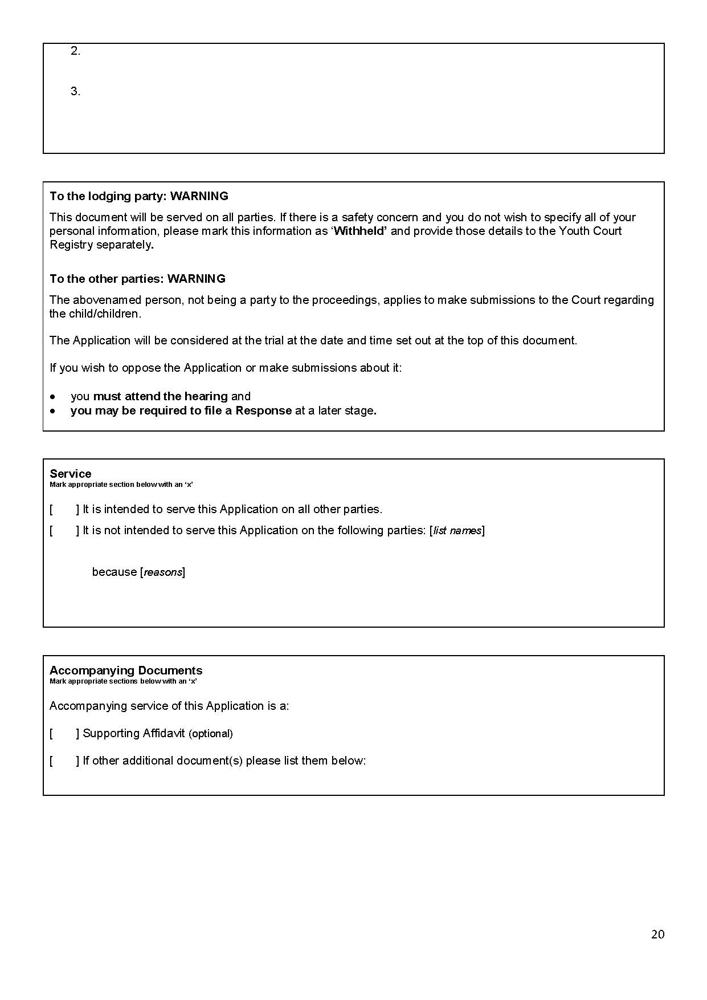 2.
3.
To the lodging party: WARNING
This document will be served on all parties. If there is a safety concern and you do not wish to specify all of your
personal information, please mark this information as ‘Withheld’ and provide those details to the Youth Court
Registry separately.
To the other parties: WARNING
The abovenamed person, not being a party to the proceedings, applies to make submissions to the Court regarding
the child/children.
The Application will be considered at the trial at the date and time set out at the top of this document.
If you wish to oppose the Application or make submissions about it:
• you must attend the hearing and
• you may be required to file a Response at a later stage.
Service
Mark appropriate section below with an ‘x’
[ ] It is intended to serve this Application on all other parties.
[ ] It is not intended to serve this Application on the following parties: [list names]
because [reasons]
Accompanying Documents
Mark appropriate sections below with an ‘x’
Accompanying service of this Application is a:
[ ] Supporting Affidavit (optional)
[ ] If other additional document(s) please list them below:
20